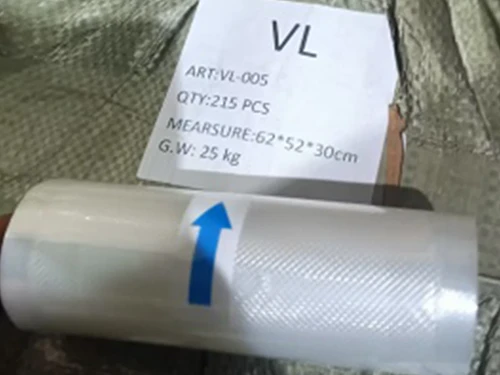 VL
ART:VL-005
QTY:215 PCS
MEARSURE:62*52*30cm
G.W: 25 kg